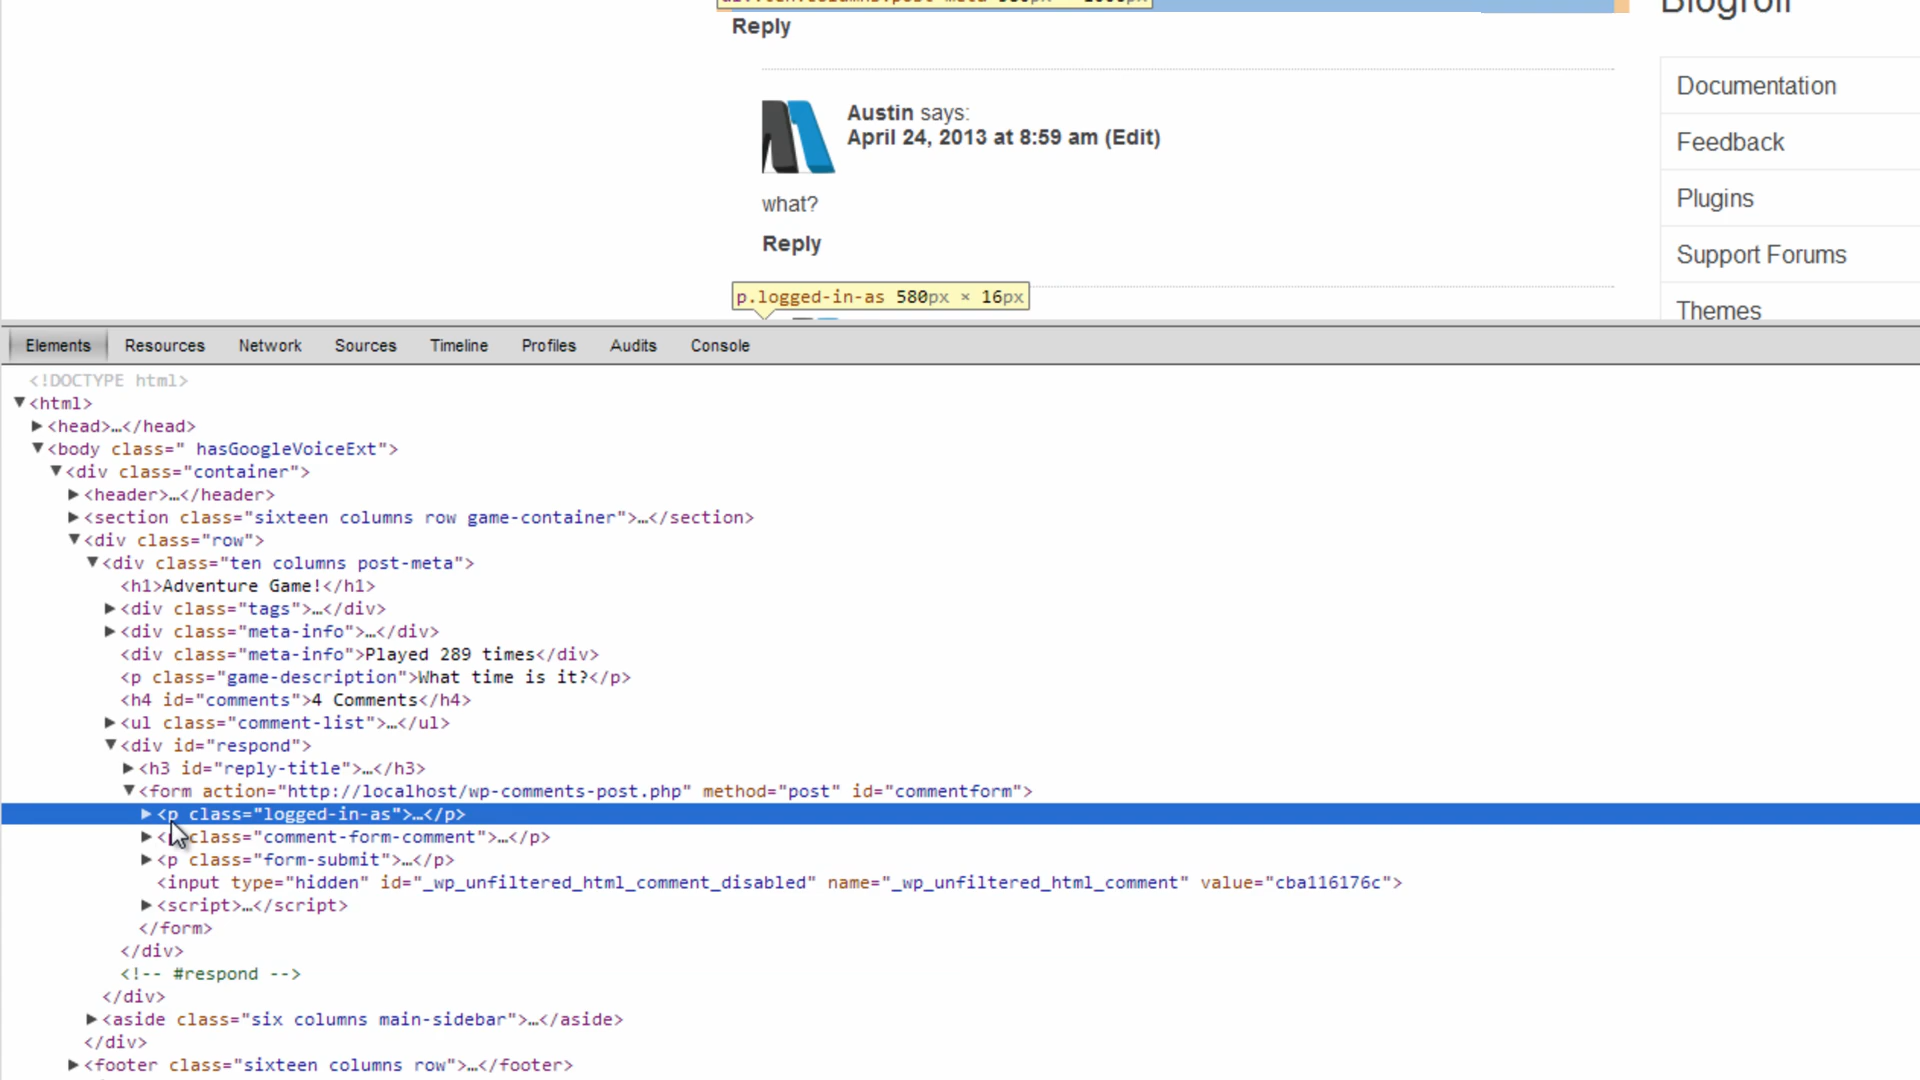 Blogroll
Reply
Documentation
Austin says:
April 24, 2013 at 8:59 am (Edit)
Feedback
Plugins
what?
Reply
Support Forums
p.logged-in-as 580px × 16px
Themes
Elements Resources Network Sources Timeline Profiles Audits Console
<!DOCTYPE html>
<html>
<head>…</head>
<body class=" hasGoogleVoiceExt">
<div class="container">
<header>…</header>
<section class="sixteen columns row game-container">…</section>
<div class="row">
<div class="ten columns post-meta">
<h1>Adventure Game!</h1>
<div class="tags">…</div>
<div class="meta-info">…</div>
<div class="meta-info">Played 289 times</div>
<p class="game-description">What time is it?</p>
<h4 id="comments">4 Comments</h4>
<ul class="comment-list">…</ul>
<div id="respond">
<h3 id="reply-title">…</h3>
<form action="http://localhost/wp-comments-post.php" method="post" id="commentform">
<p class="logged-in-as">…</p>
<p class="comment-form-comment">…</p>
<p class="form-submit">…</p>
<input type="hidden" id="_wp_unfiltered_html_comment_disabled" name="_wp_unfiltered_html_comment" value="cba116176c">
<script>…</script>
</form>
</div>
<!-- #respond -->
</div>
<aside class="six columns main-sidebar">…</aside>
</div>
<footer class="sixteen columns row">…</footer>